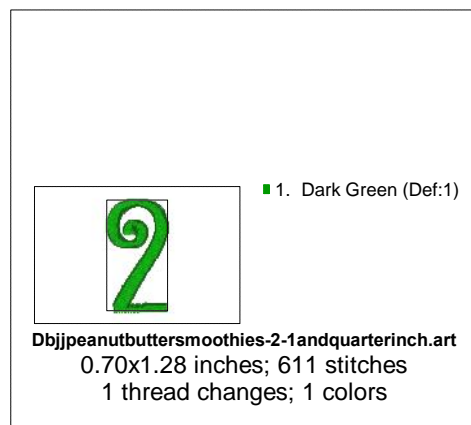 1. Dark Green (Def:1)
2
Dbjjpeanutbuttersmoothies-2-1andquarterinch.art
0.70x1.28 inches; 611 stitches
1 thread changes; 1 colors